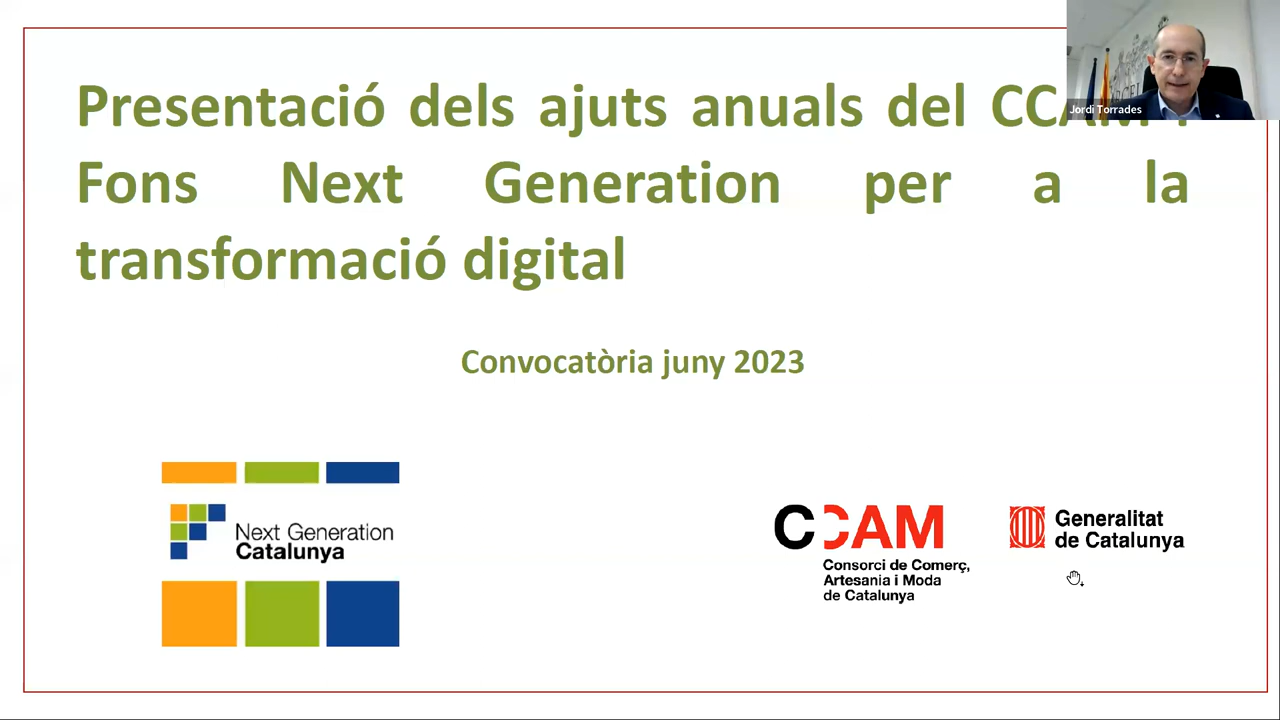 Presentació dels ajuts anuals del CCAM i
Fons Next Generation per a la
transformació digital
Jordi Torrades
Convocatòria juny 2023
Next Generation
Catalunya
CCAM
Consorci de Comerç,
Artesania i Moda
de Catalunya
Generalitat
de Catalunya